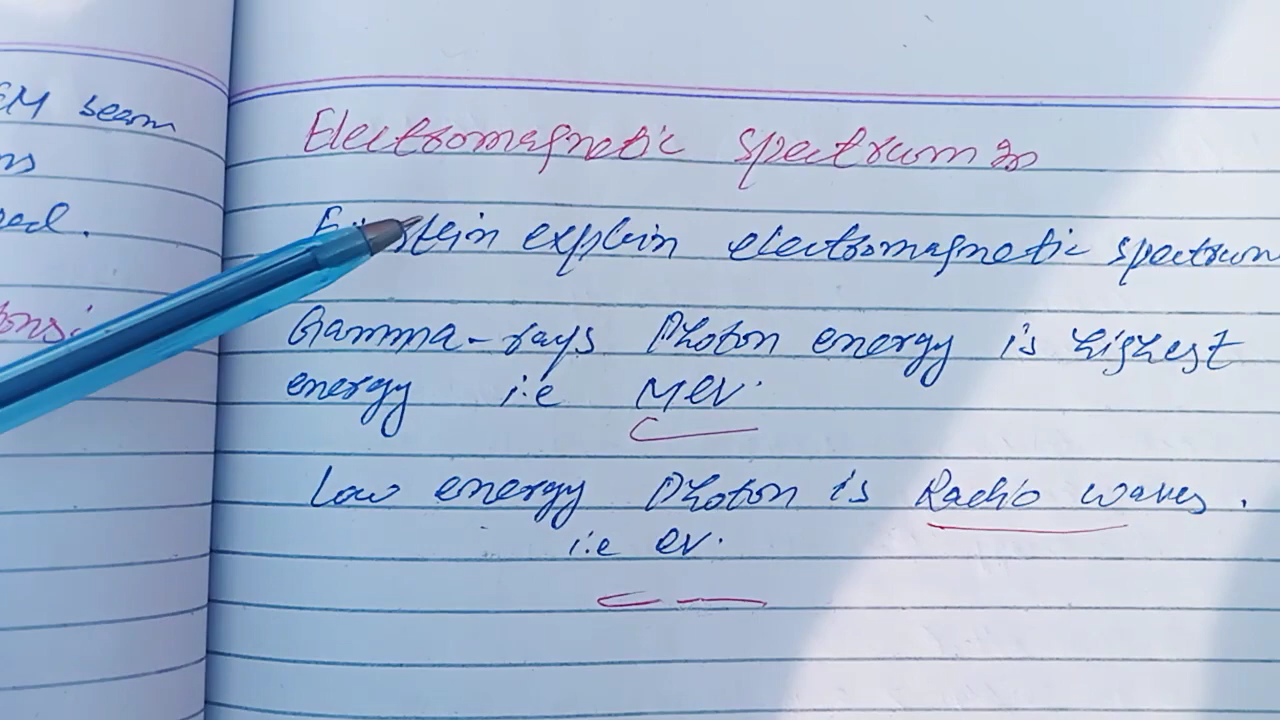 EM beam
Electromagnetic spectrum :-
Einstein explain electromagnetic spectrum
Gamma-rays Photon energy is highest
energy i.e MeV.
Low energy Photon is Radio waves.
i.e eV.